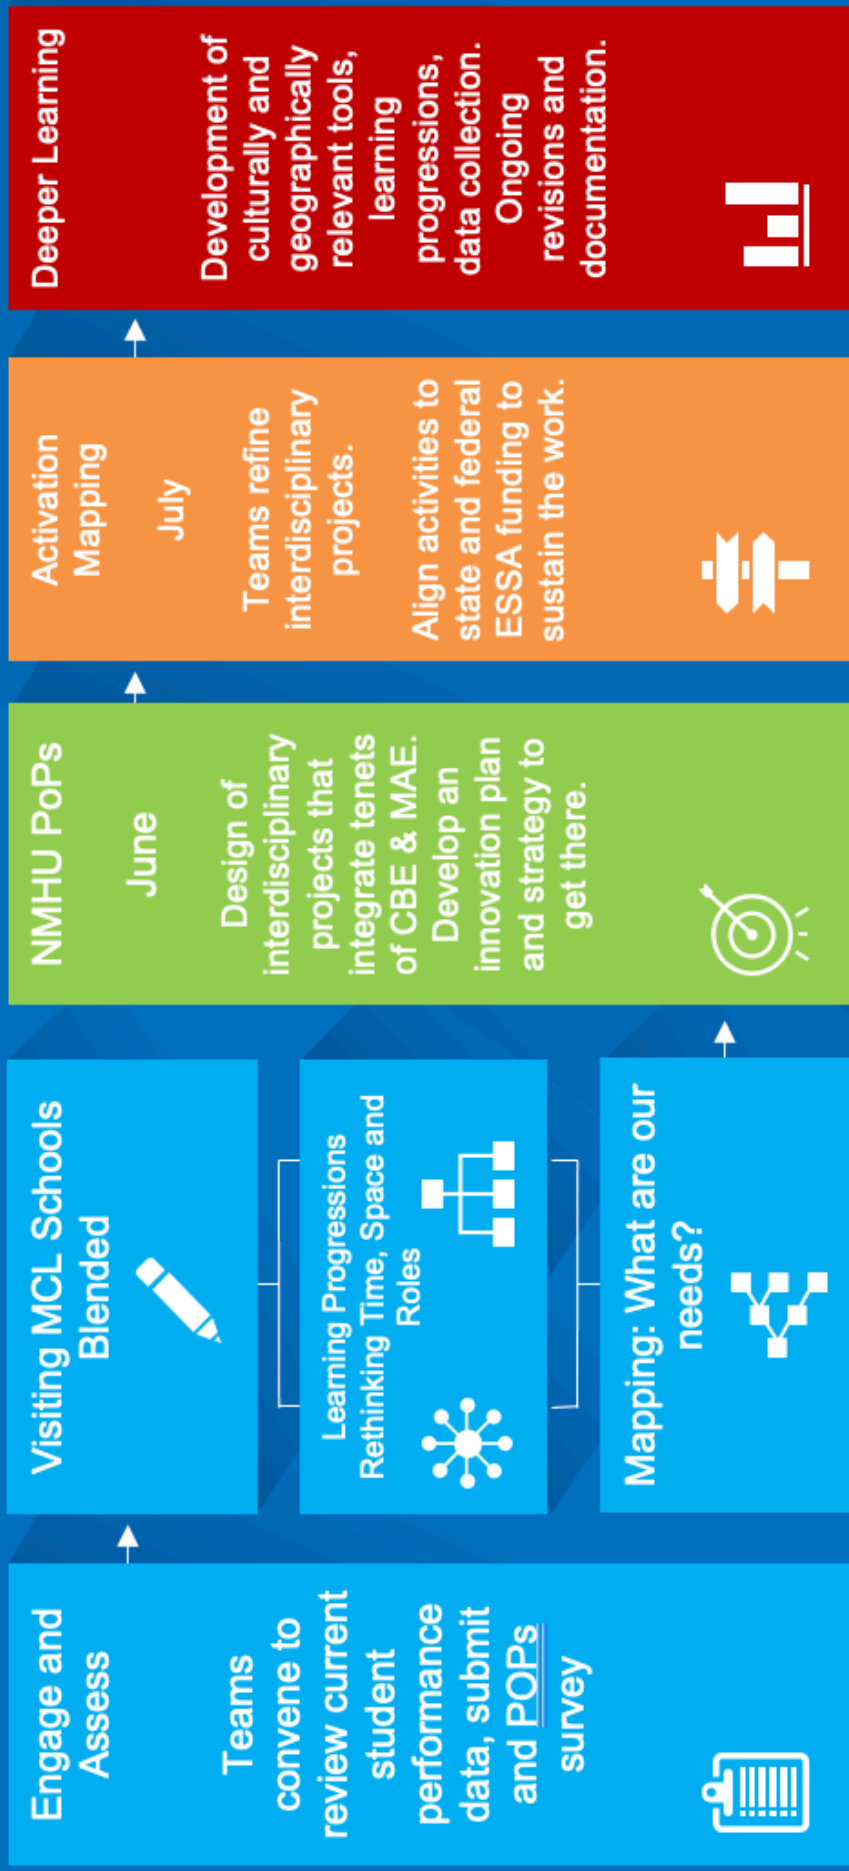 Engage and
Assess
Teams
convene to
review current
student
performance
data, submit
and POPs
survey
Visiting MCL Schools
Blended
Learning Progressions
Rethinking Time, Space and
Roles
Mapping: What are our
needs?
NMHU PoPs
June
Design of
interdisciplinary
projects that
integrate tenets
of CBE & MAE.
Develop an
innovation plan
and strategy to
get there.
Activation
Mapping
July
Teams refine
interdisciplinary
projects.
Align activities to
state and federal
ESSA funding to
sustain the work.
Deeper Learning
Development of
culturally and
geographically
relevant tools,
learning
progressions,
data collection.
Ongoing
revisions and
documentation.